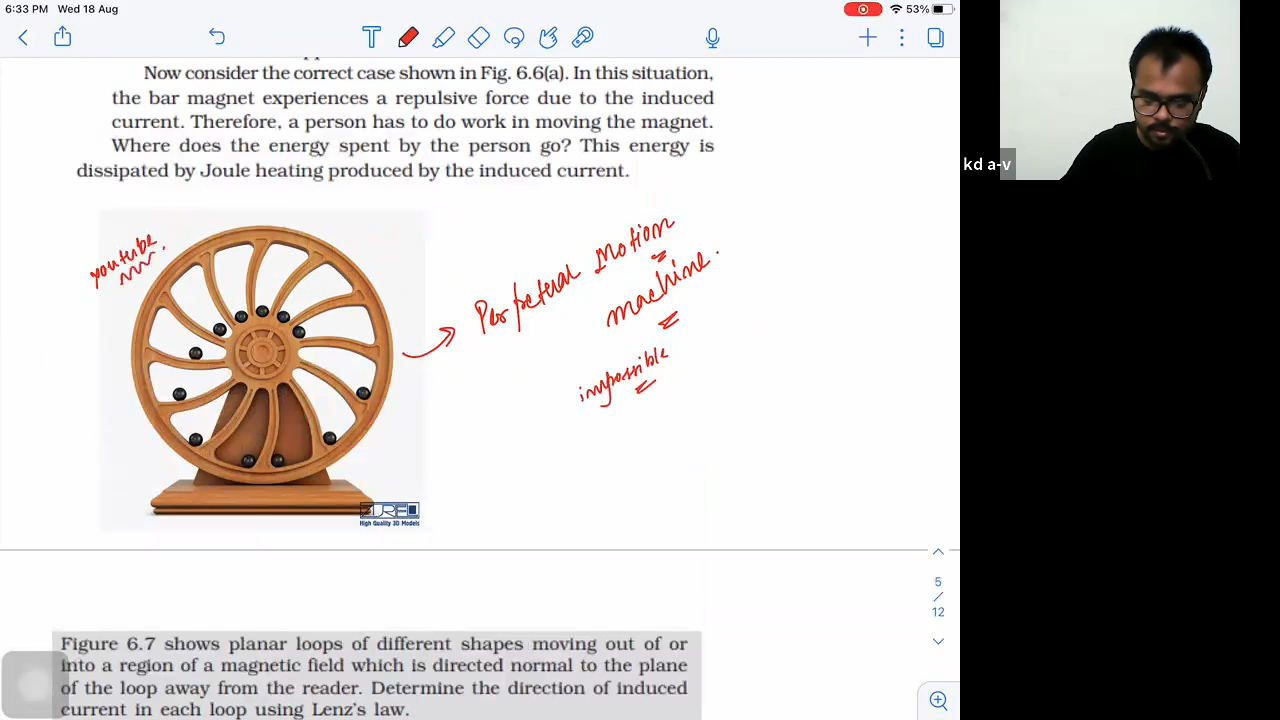 6:33 PM Wed 18 Aug
53%
Now consider the correct case shown in Fig. 6.6(a). In this situation,
the bar magnet experiences a repulsive force due to the induced
current. Therefore, a person has to do work in moving the magnet.
Where does the energy spent by the person go? This energy is
dissipated by Joule heating produced by the induced current.
kd a-v
youtube
Perpetual Motion
machine.
impossible
High Quality 3D Models
5
/
12
Figure 6.7 shows planar loops of different shapes moving out of or
into a region of a magnetic field which is directed normal to the plane
of the loop away from the reader. Determine the direction of induced
current in each loop using Lenz's law.